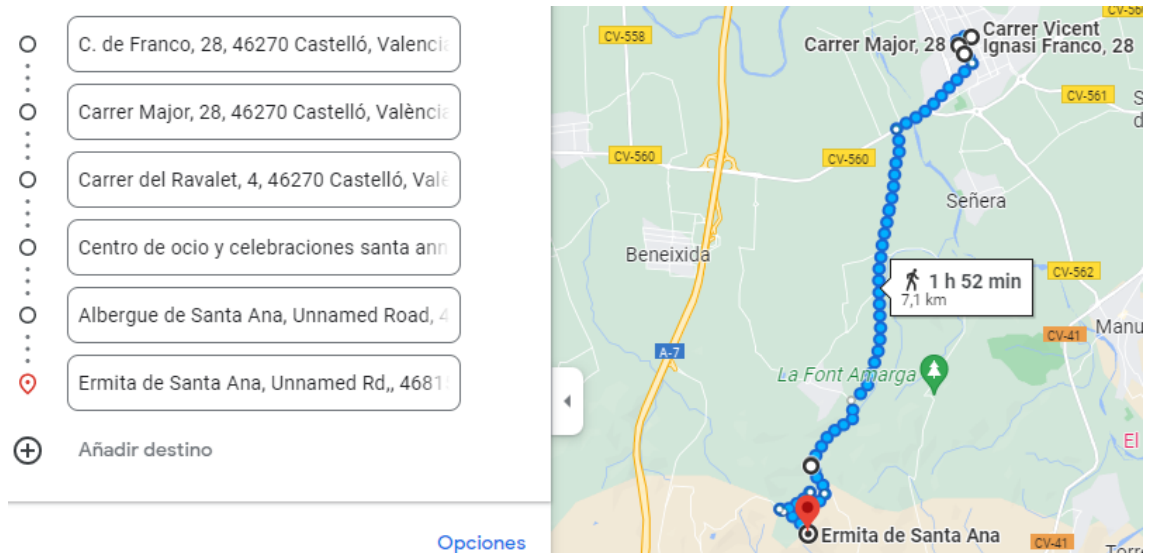 C. de Franco, 28, 46270 Castelló, Valencia
Carrer Major, 28, 46270 Castelló, València
Carrer del Ravalet, 4, 46270 Castelló, Valè
Centro de ocio y celebraciones santa ann
Albergue de Santa Ana, Unnamed Road, 4
Ermita de Santa Ana, Unnamed Rd,, 4681
Añadir destino
Opciones
CV-56
CV-558
Carrer Vicent
Carrer Major, 28
Ignasi Franco, 28
CV-561
S
d
CV-560
CV-560
Señera
Beneixida
CV-562
1 h 52 min
7,1 km
CV-41
Manu
A-7
La Font Amarga
El
Ermita de Santa Ana
CV-41
Torre